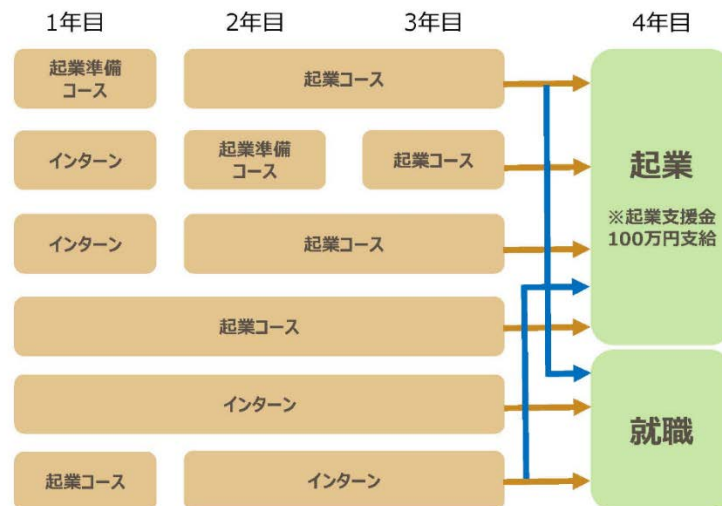 1年目
2年目
3年目
4年目
起業準備
コース
起業コース
インターン
起業準備
コース
起業コース
インターン
起業コース
起業コース
インターン
起業コース
インターン
起業
※起業支援金
100万円支給
就職